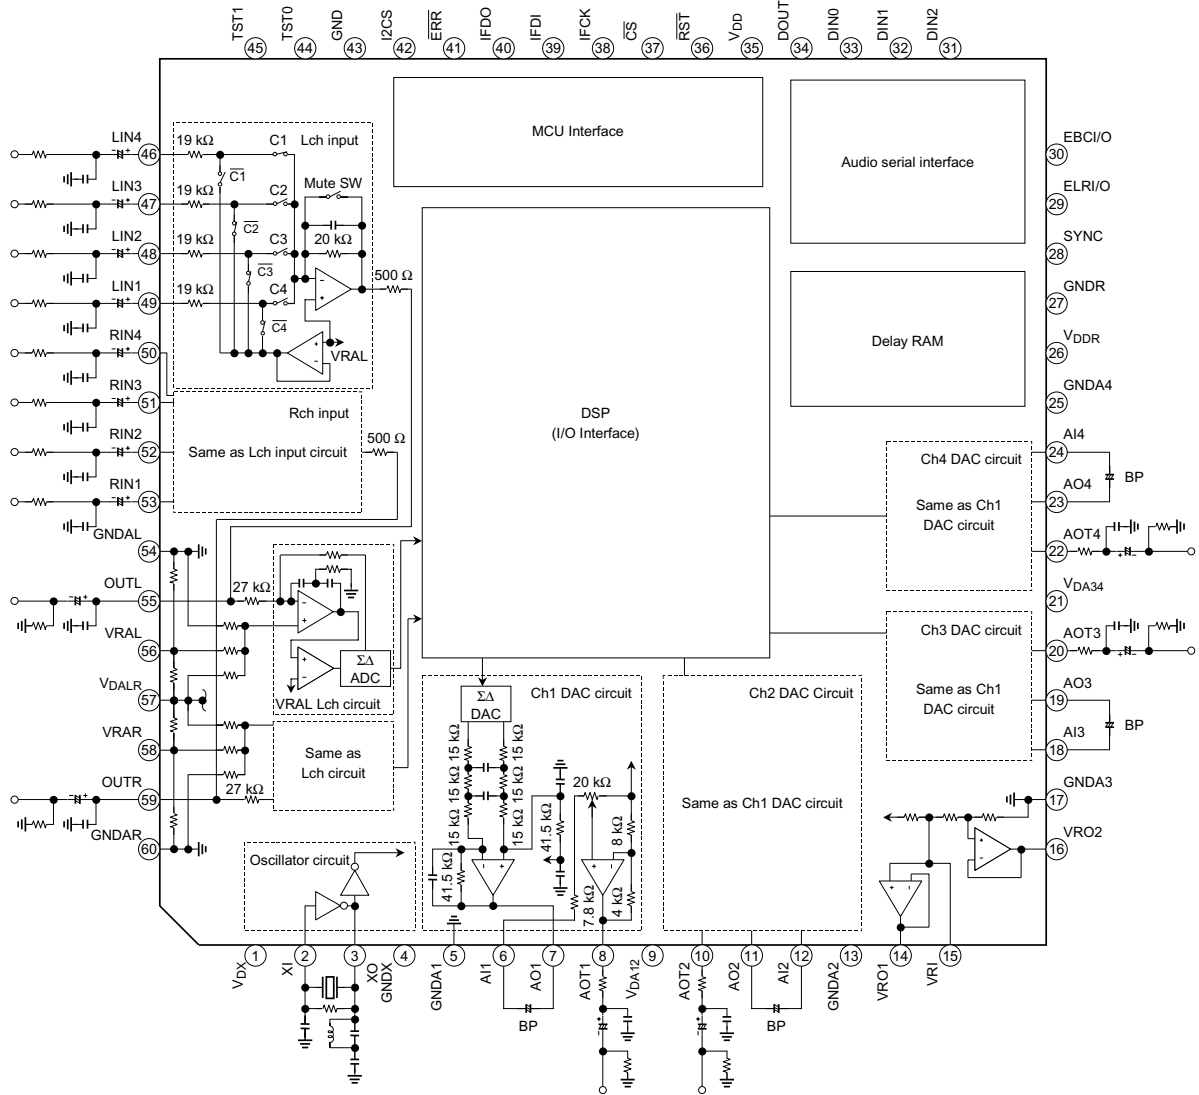 TST1
TST0
GND
I2CS
ERR
IFDO
IFDI
IFCK
CS
RST
VDD
DOUT
DIN0
DIN1
DIN2
45
44
43
42
41
40
39
38
37
36
35
34
33
32
31
LIN4
46
LIN3
47
LIN2
48
LIN1
49
RIN4
50
RIN3
51
RIN2
52
RIN1
53
GNDAL
54
OUTL
55
VRAL
56
VDALR
57
VRAR
58
OUTR
59
GNDAR
60
19 kΩ
C1
Lch input
C1
19 kΩ
C2
Mute SW
C2
19 kΩ
C3
20 kΩ
C3
19 kΩ
C4
C4
VRAL
500 Ω
Rch input
Same as Lch input circuit
500 Ω
27 kΩ
ΣΔ
ADC
VRAL Lch circuit
Same as
Lch circuit
27 kΩ
Oscillator circuit
MCU Interface
Audio serial interface
Delay RAM
DSP
(I/O Interface)
Ch4 DAC circuit
Same as Ch1
DAC circuit
Ch3 DAC circuit
Same as Ch1
DAC circuit
ΣΔ
DAC
Ch1 DAC circuit
15 kΩ
15 kΩ
15 kΩ
15 kΩ
15 kΩ
15 kΩ
41.5 kΩ
41.5 kΩ
20 kΩ
7.8 kΩ
8 kΩ
4 kΩ
Ch2 DAC Circuit
Same as Ch1 DAC circuit
EBCI/O
30
ELRI/O
29
SYNC
28
GNDR
27
VDDR
26
GNDA4
25
AI4
24
BP
AO4
23
AOT4
22
VDA34
21
AOT3
20
AO3
19
BP
AI3
18
GNDA3
17
VRO2
16
1
2
3
4
5
6
7
8
9
10
11
12
13
14
15
VDX
XI
XO
GNDX
GNDA1
AI1
AO1
AOT1
VDA12
AOT2
AO2
AI2
GNDA2
VRO1
VRI
BP
BP